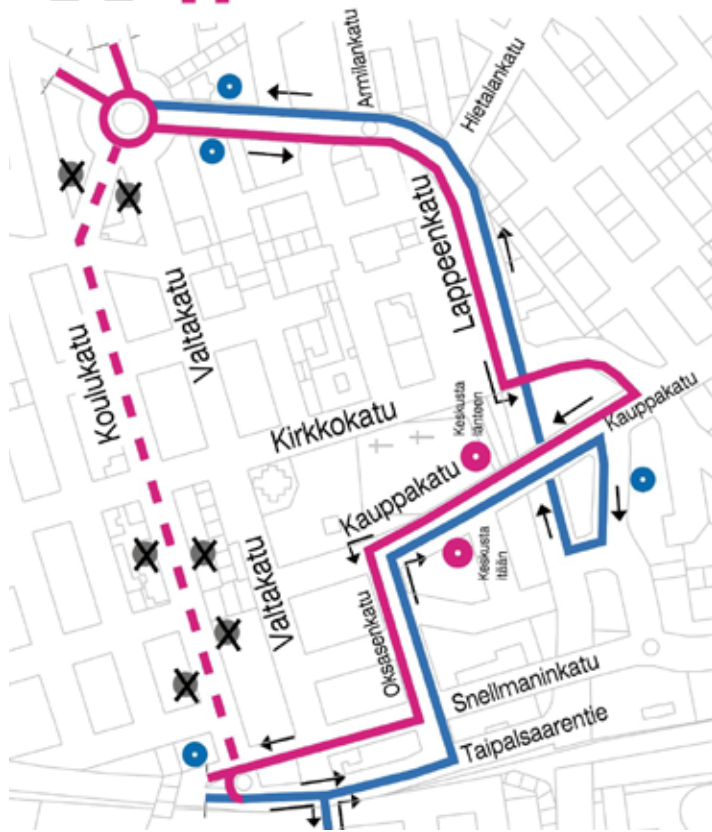 Armilankatu
Hietalankatu
Lappeenkatu
Valtakatu
Koulukatu
Kirkkokatu
Keskusta
länteen
Kauppakatu
Kauppakatu
Keskusta
itään
Valtakatu
Oksasenkatu
Snellmaninkatu
Taipalsaarentie